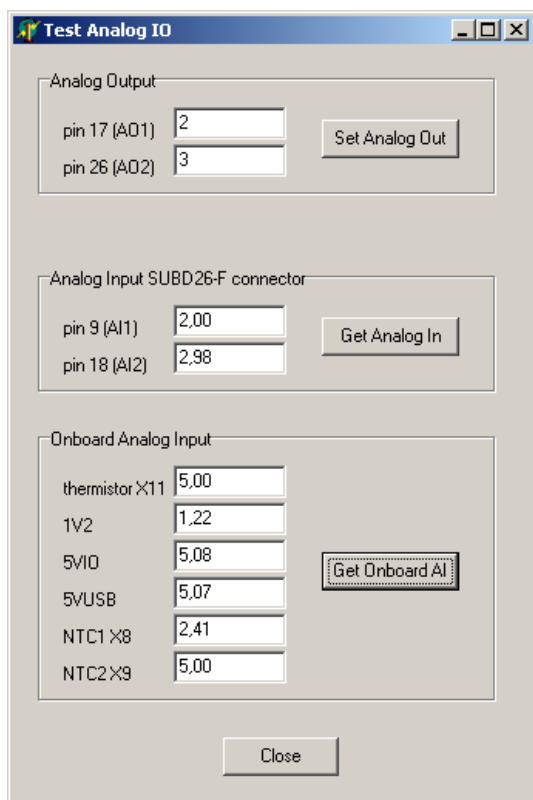 Test Analog IO
Analog Output
pin 17 (AO1) 2
pin 26 (AO2) 3
Set Analog Out
Analog Input SUBD26-F connector
pin 9 (AI1) 2,00
pin 18 (AI2) 2,98
Get Analog In
Onboard Analog Input
thermistor X11 5,00
1V2 1,22
5VIO 5,08
5VUSB 5,07
NTC1 X8 2,41
NTC2 X9 5,00
Get Onboard AI
Close